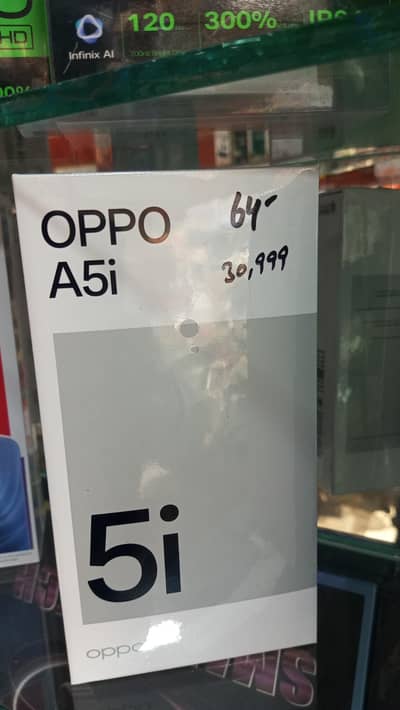 HD
120
300%
Infinix AI
OPPO
64-
A5i
30,999
5i
oppo